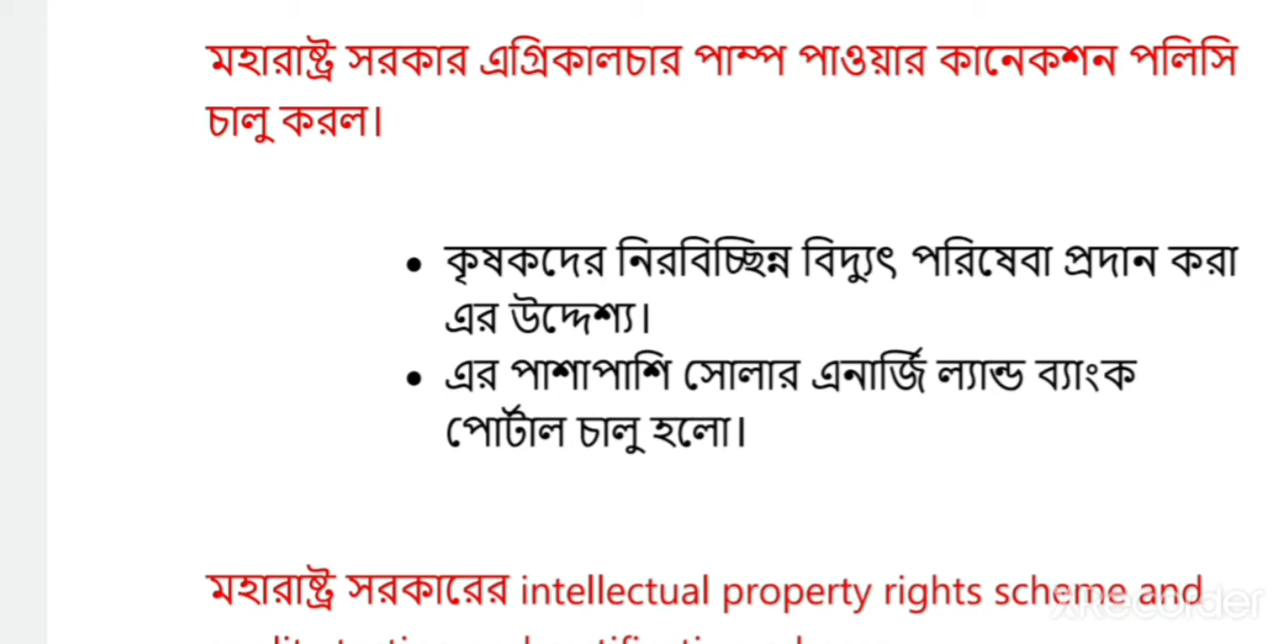 মহারাষ্ট্র সরকার এগ্রিকালচার পাম্প পাওয়ার কানেকশন পলিসি
চালু করল।
• কৃষকদের নিরবিচ্ছিন্ন বিদ্যুৎ পরিষেবা প্রদান করা
এর উদ্দেশ্য।
• এর পাশাপাশি সোলার এনার্জি ল্যান্ড ব্যাংক
পোর্টাল চালু হলো।
মহারাষ্ট্র সরকারের intellectual property rights scheme and
XRecorder